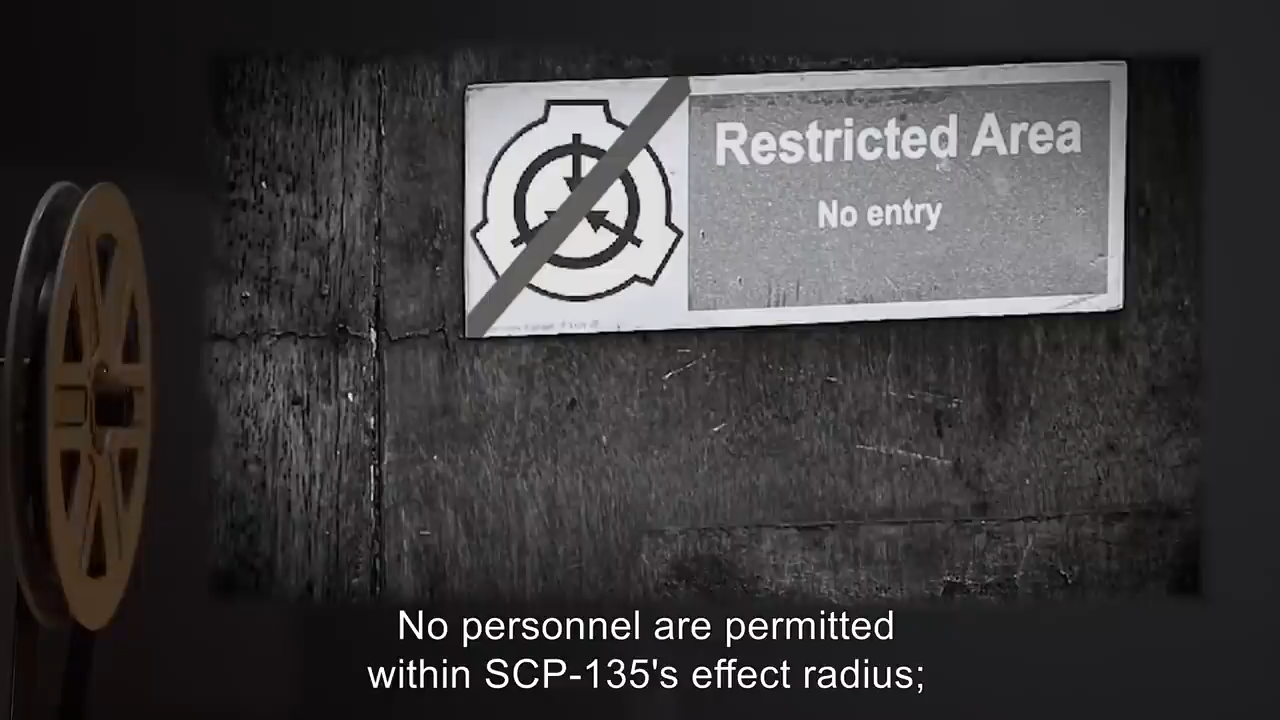 Restricted Area
No entry
No personnel are permitted
within SCP-135's effect radius;